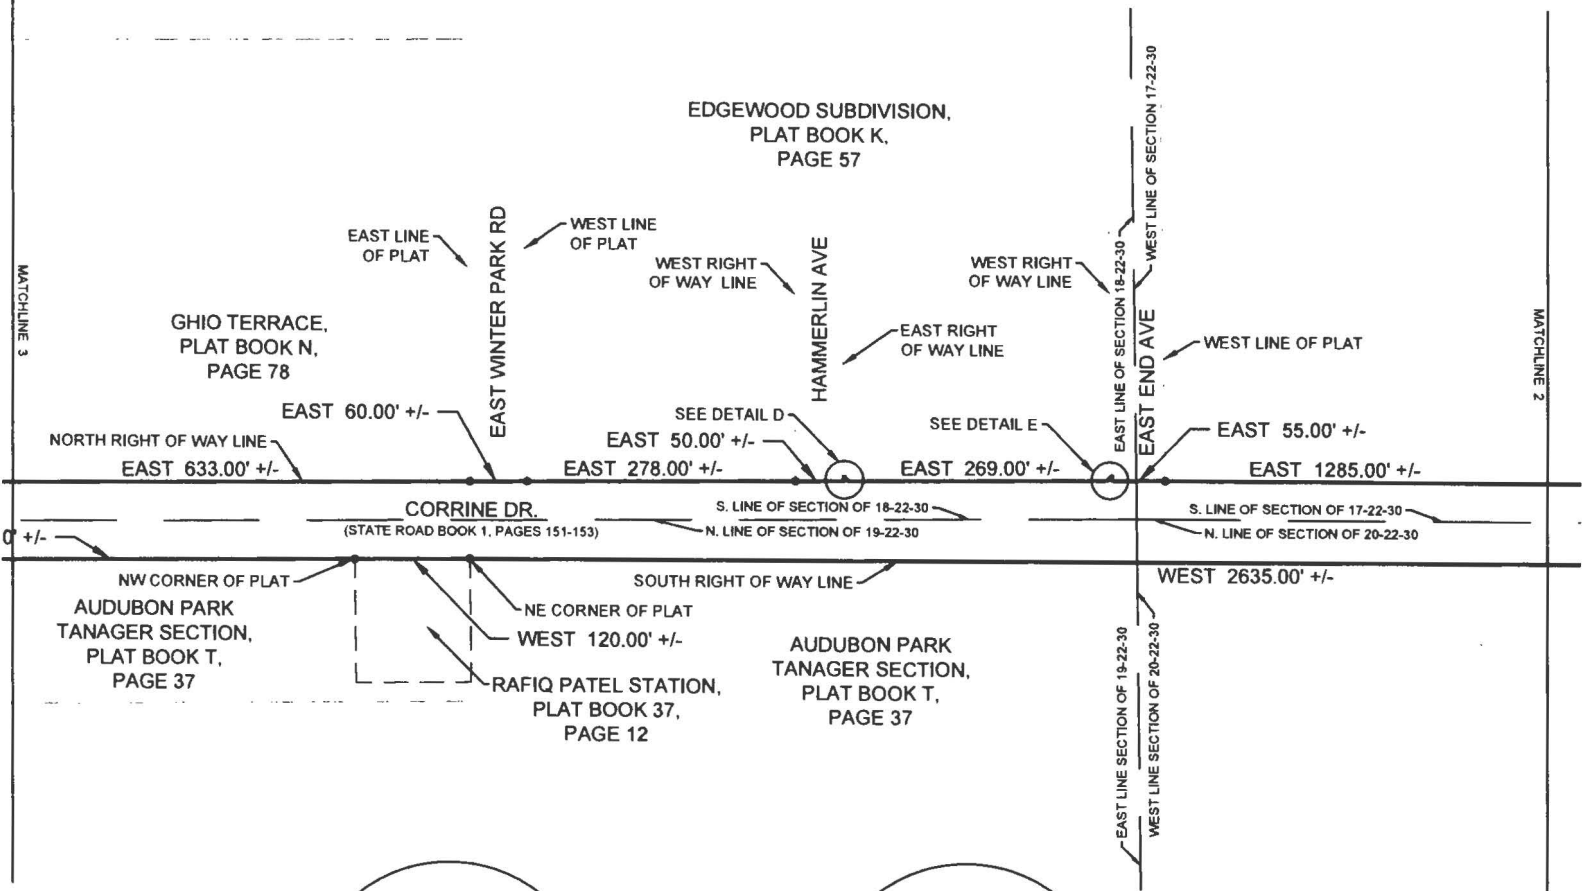 EDGEWOOD SUBDIVISION,
PLAT BOOK K,
PAGE 57
WEST LINE OF SECTION 17-22-30
EAST LINE OF SECTION 18-22-30
EAST LINE
OF PLAT
EAST WINTER PARK RD
WEST LINE
OF PLAT
WEST RIGHT
OF WAY LINE
HAMMERLIN AVE
EAST RIGHT
OF WAY LINE
WEST RIGHT
OF WAY LINE
EAST END AVE
WEST LINE OF PLAT
MATCHLINE 3
MATCHLINE 2
GHIO TERRACE,
PLAT BOOK N,
PAGE 78
EAST 60.00' +/-
SEE DETAIL D
SEE DETAIL E
EAST 55.00' +/-
NORTH RIGHT OF WAY LINE
EAST 50.00' +/-
EAST 633.00' +/-
EAST 278.00' +/-
EAST 269.00' +/-
EAST 1285.00' +/-
CORRINE DR.
(STATE ROAD BOOK 1, PAGES 151-153)
S. LINE OF SECTION OF 18-22-30
N. LINE OF SECTION OF 19-22-30
S. LINE OF SECTION OF 17-22-30
N. LINE OF SECTION OF 20-22-30
0' +/-
NW CORNER OF PLAT
SOUTH RIGHT OF WAY LINE
WEST 2635.00' +/-
AUDUBON PARK
TANAGER SECTION,
PLAT BOOK T,
PAGE 37
NE CORNER OF PLAT
WEST 120.00' +/-
RAFIQ PATEL STATION,
PLAT BOOK 37,
PAGE 12
AUDUBON PARK
TANAGER SECTION,
PLAT BOOK T,
PAGE 37
EAST LINE SECTION OF 19-22-30
WEST LINE SECTION OF 20-22-30